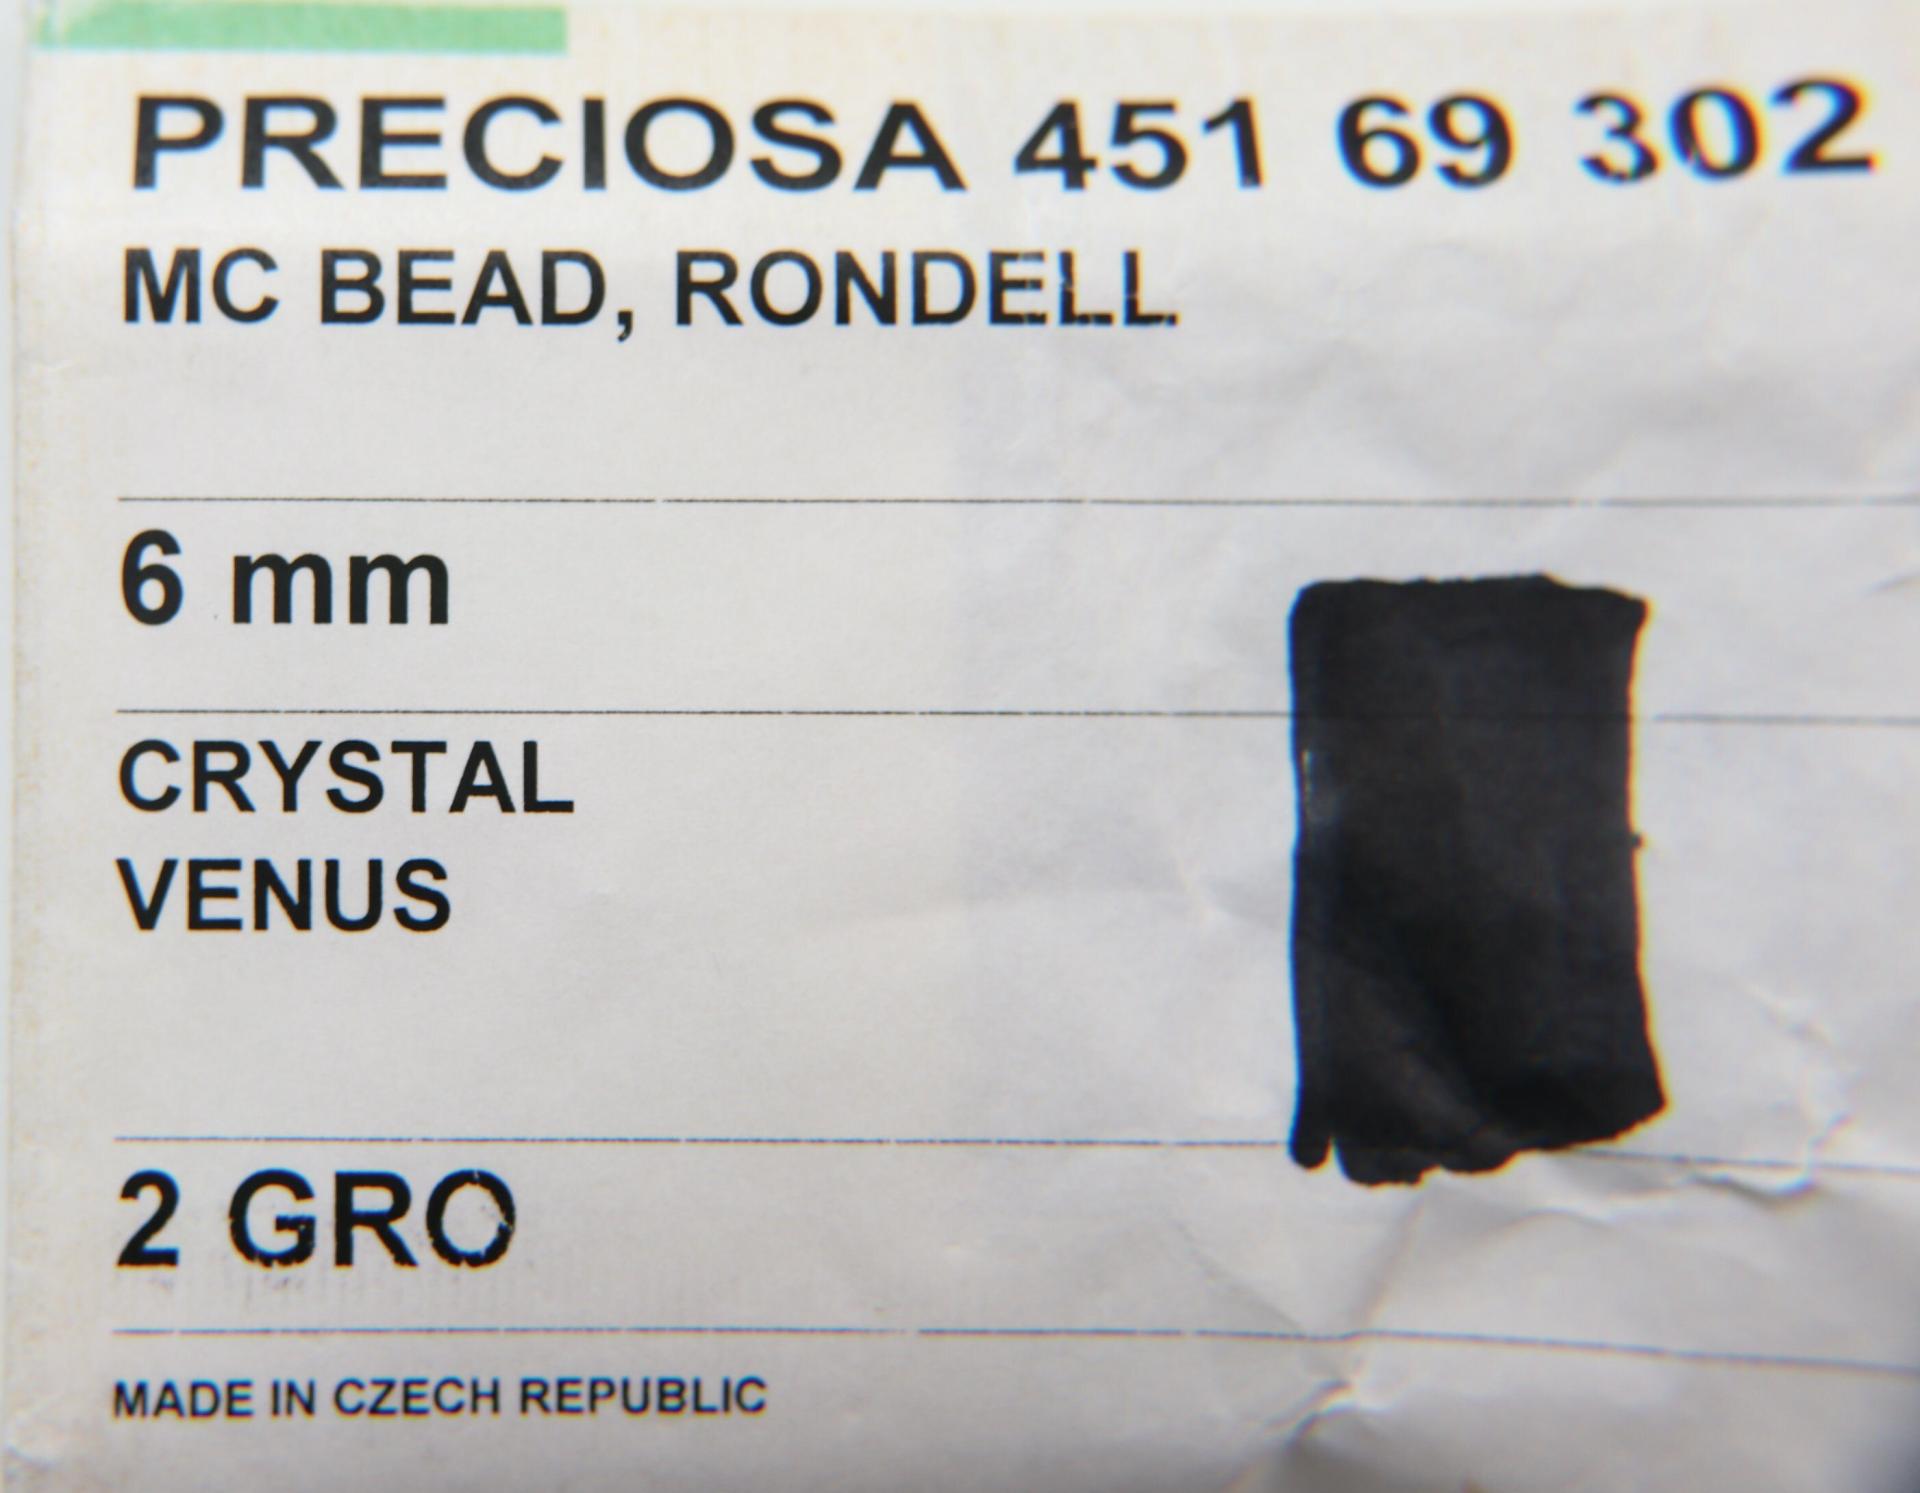 PRECIOSA 451 69 302
MC BEAD, RONDELL
6 mm
CRYSTAL
VENUS
2 GRO
MADE IN CZECH REPUBLIC